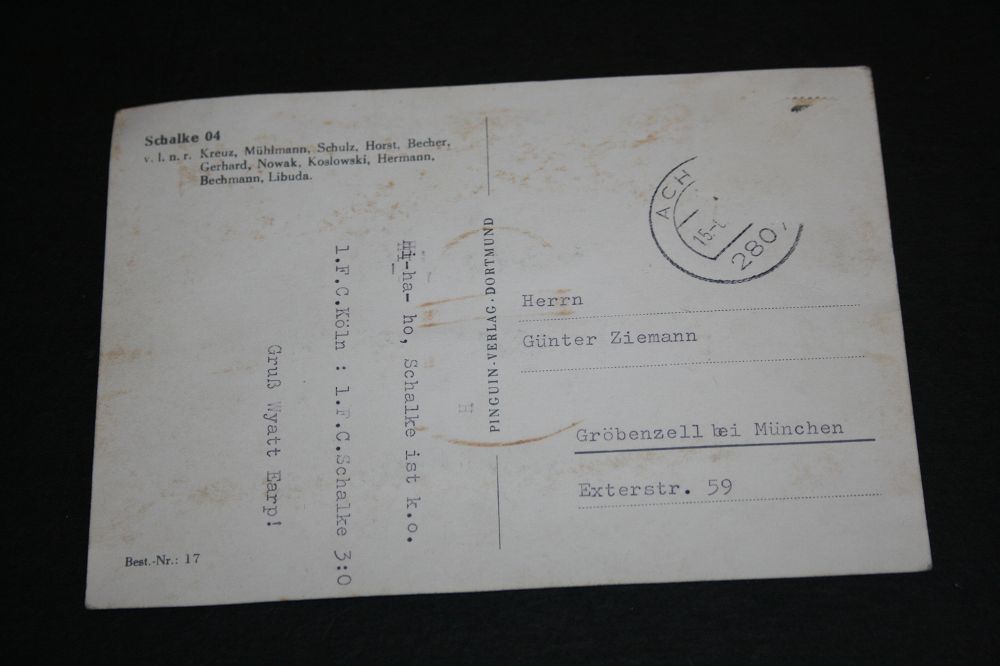 Schalke 04
v. l. n. r. Kreuz, Mühlmann, Schulz, Horst, Becher,
Gerhard, Nowak, Koslowski, Hermann,
Bechmann, Libuda.
-ha- ho, Schalke ist k.o.
1.F.C.Köln : 1.F.C.Schalke 3:0
Gruß Wyatt Earp!
Best.-Nr.: 17
PINGUIN-VERLAG · DORTMUND
ACH
15-
2807
Herrn
Günter Ziemann
Gröbenzell bei München
Exterstr. 59